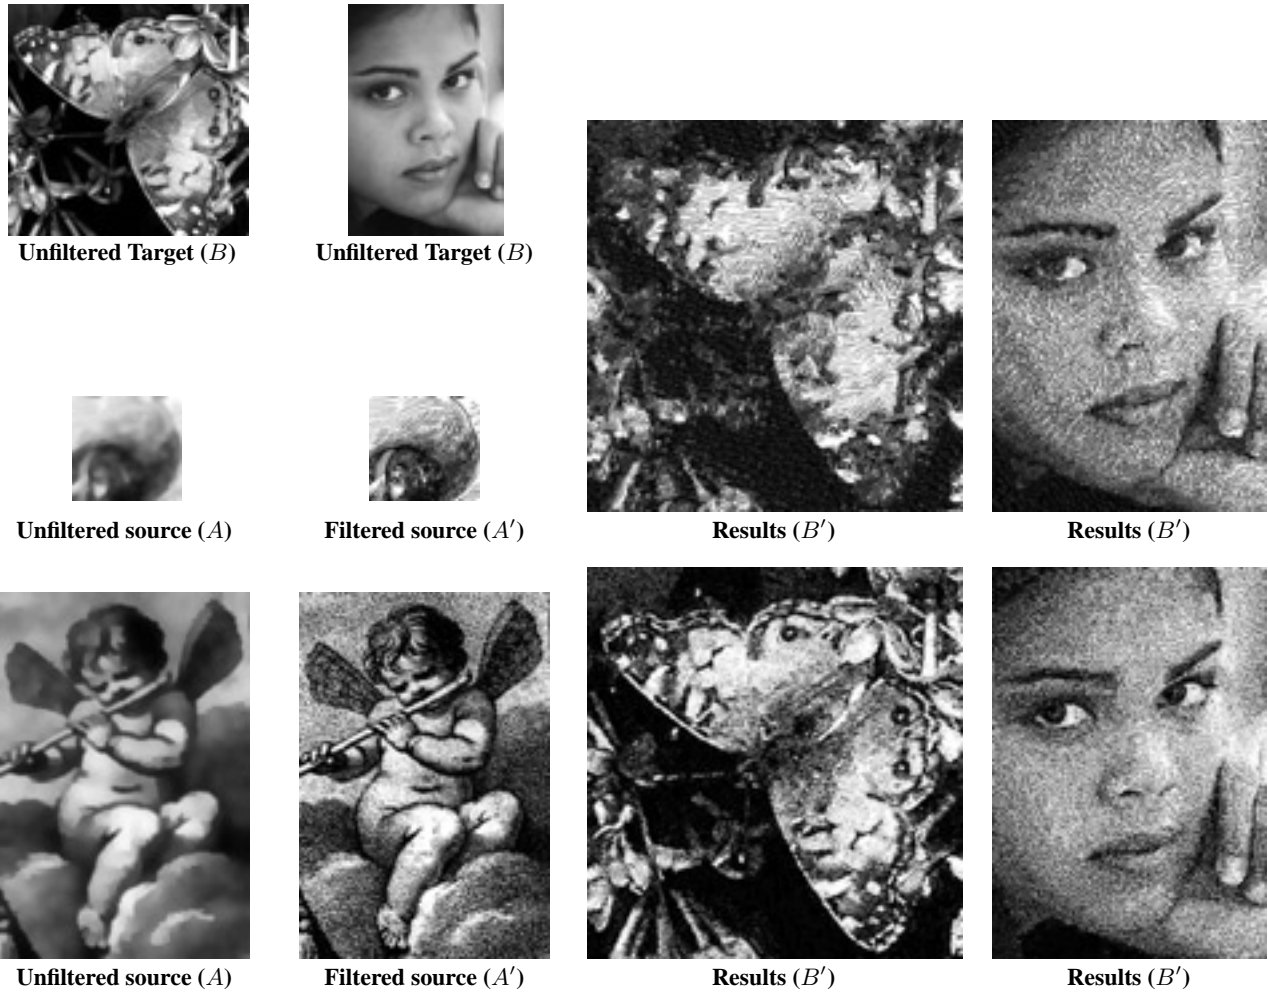 Unfiltered Target (B)
Unfiltered Target (B)
Unfiltered source (A)
Filtered source (A′)
Results (B′)
Results (B′)
Unfiltered source (A)
Filtered source (A′)
Results (B′)
Results (B′)